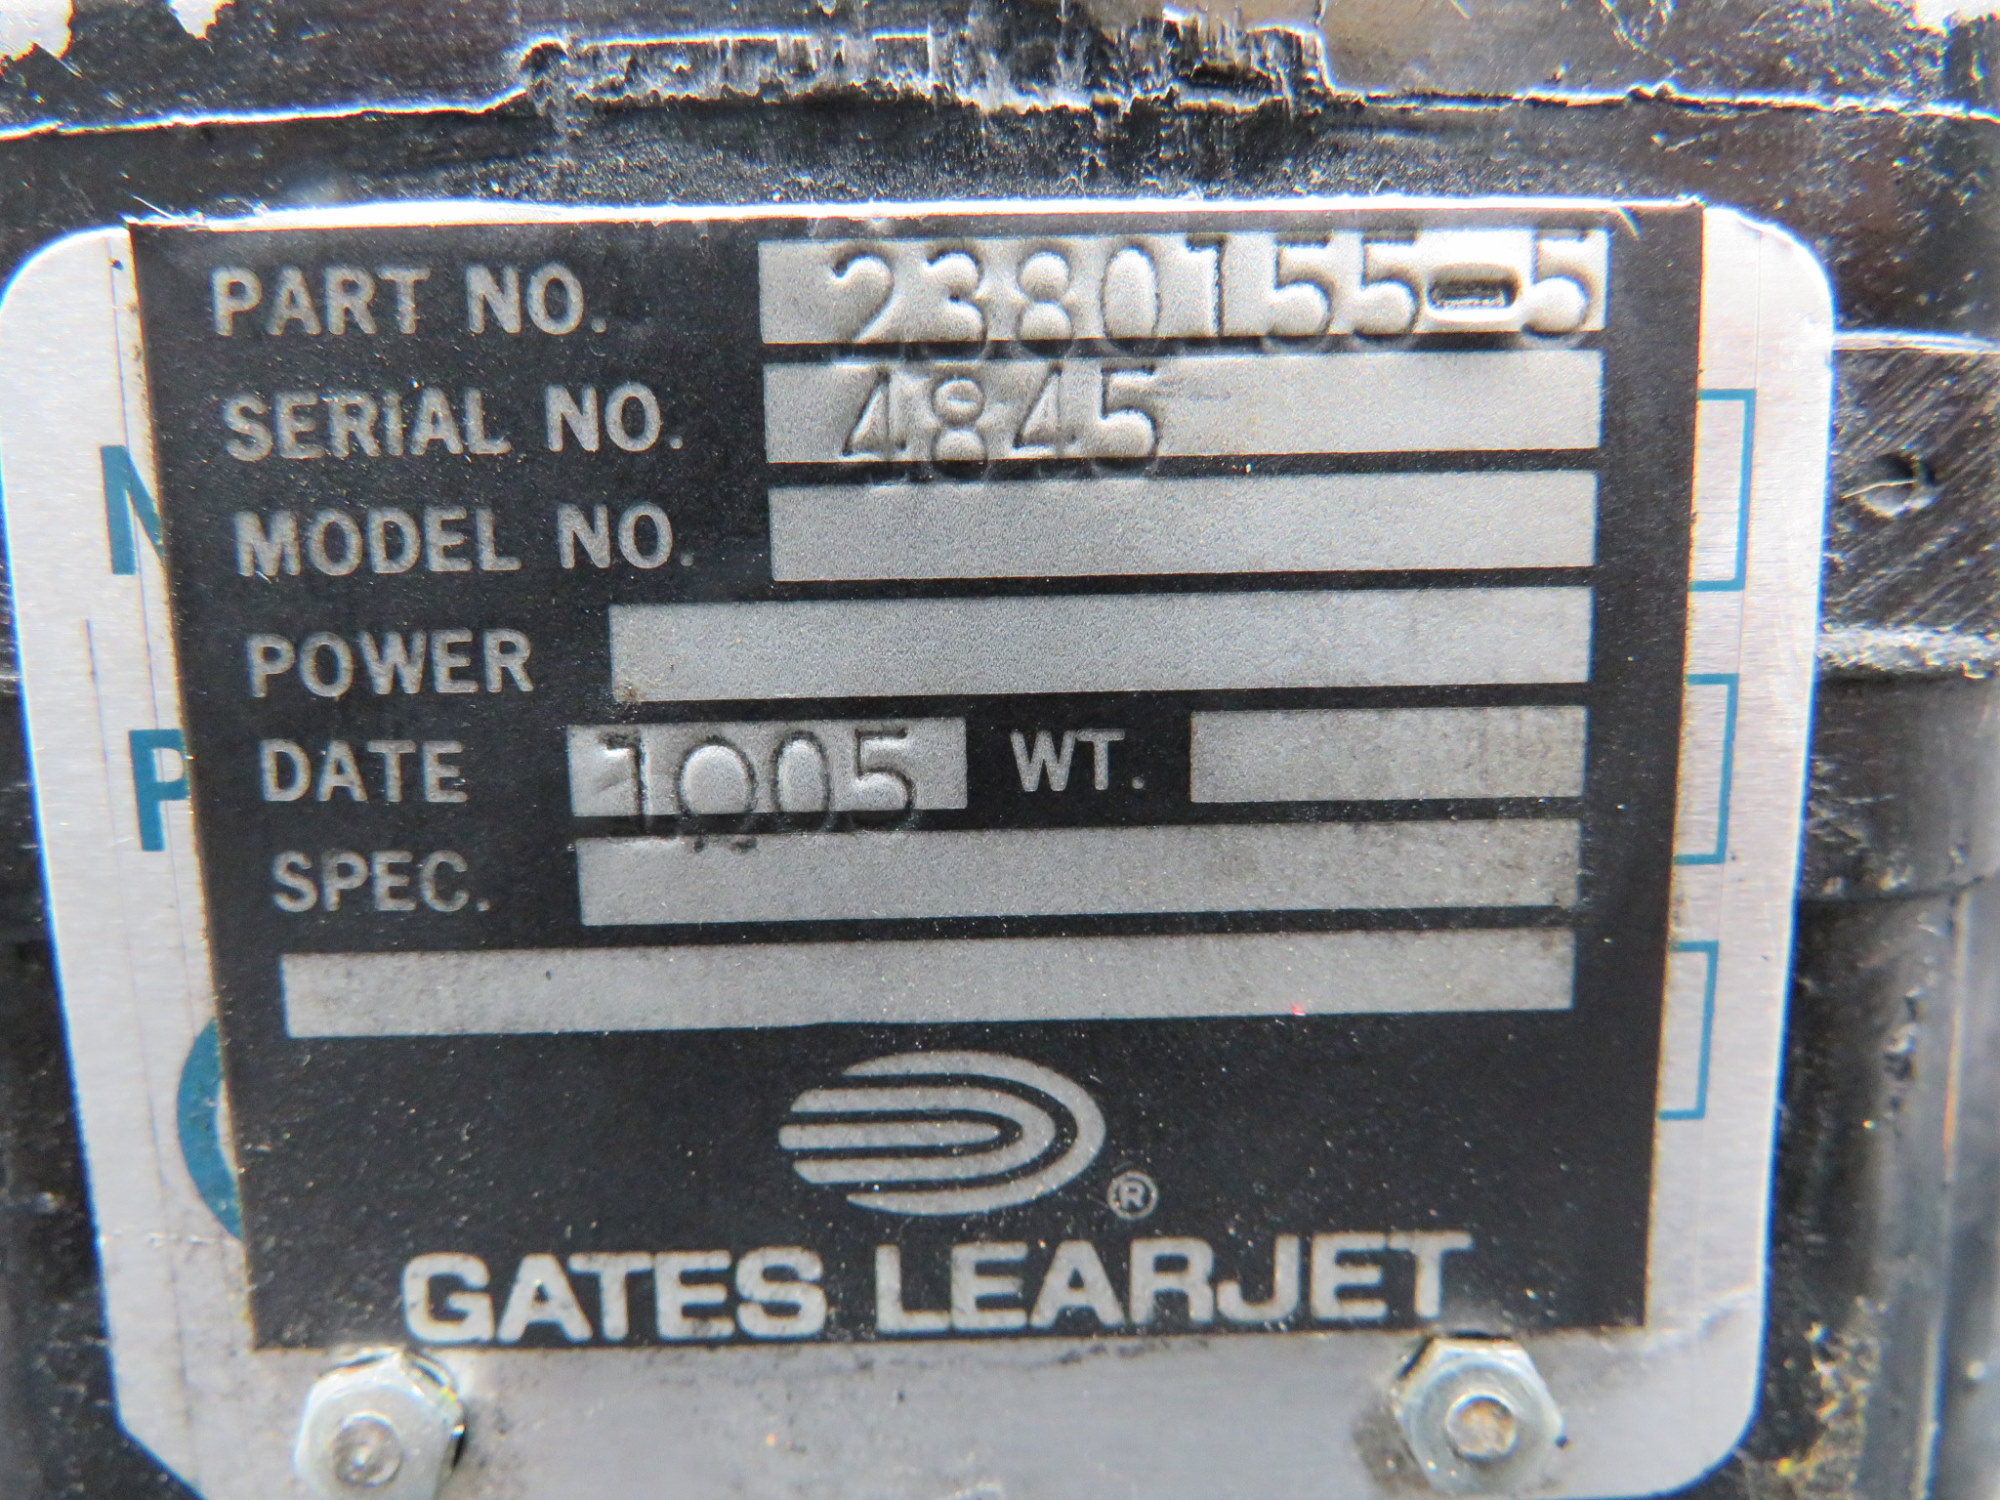 PART NO. 2380155-5
SERIAL NO. 4845
MODEL NO.
POWER
DATE 1005 WT.
SPEC.
®
GATES LEARJET